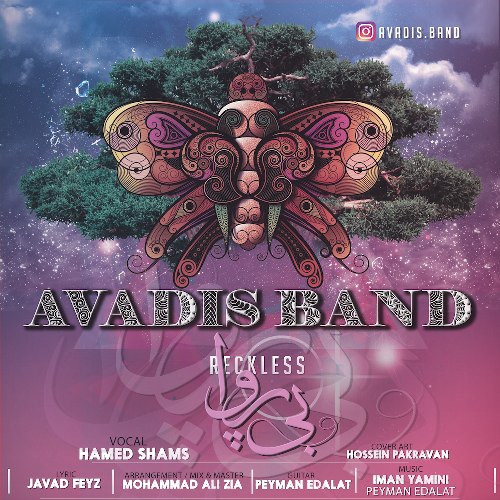 AVADIS.BAND
AVADIS BAND
RECKLESS
بی پروا
VOCAL
HAMED SHAMS
COVER ART
HOSSEIN PAKRAVAN
LYRIC
JAVAD FEYZ
ARRANGEMENT / MIX & MASTER
MOHAMMAD ALI ZIA
GUITAR
PEYMAN EDALAT
MUSIC
IMAN YAMINI
PEYMAN EDALAT